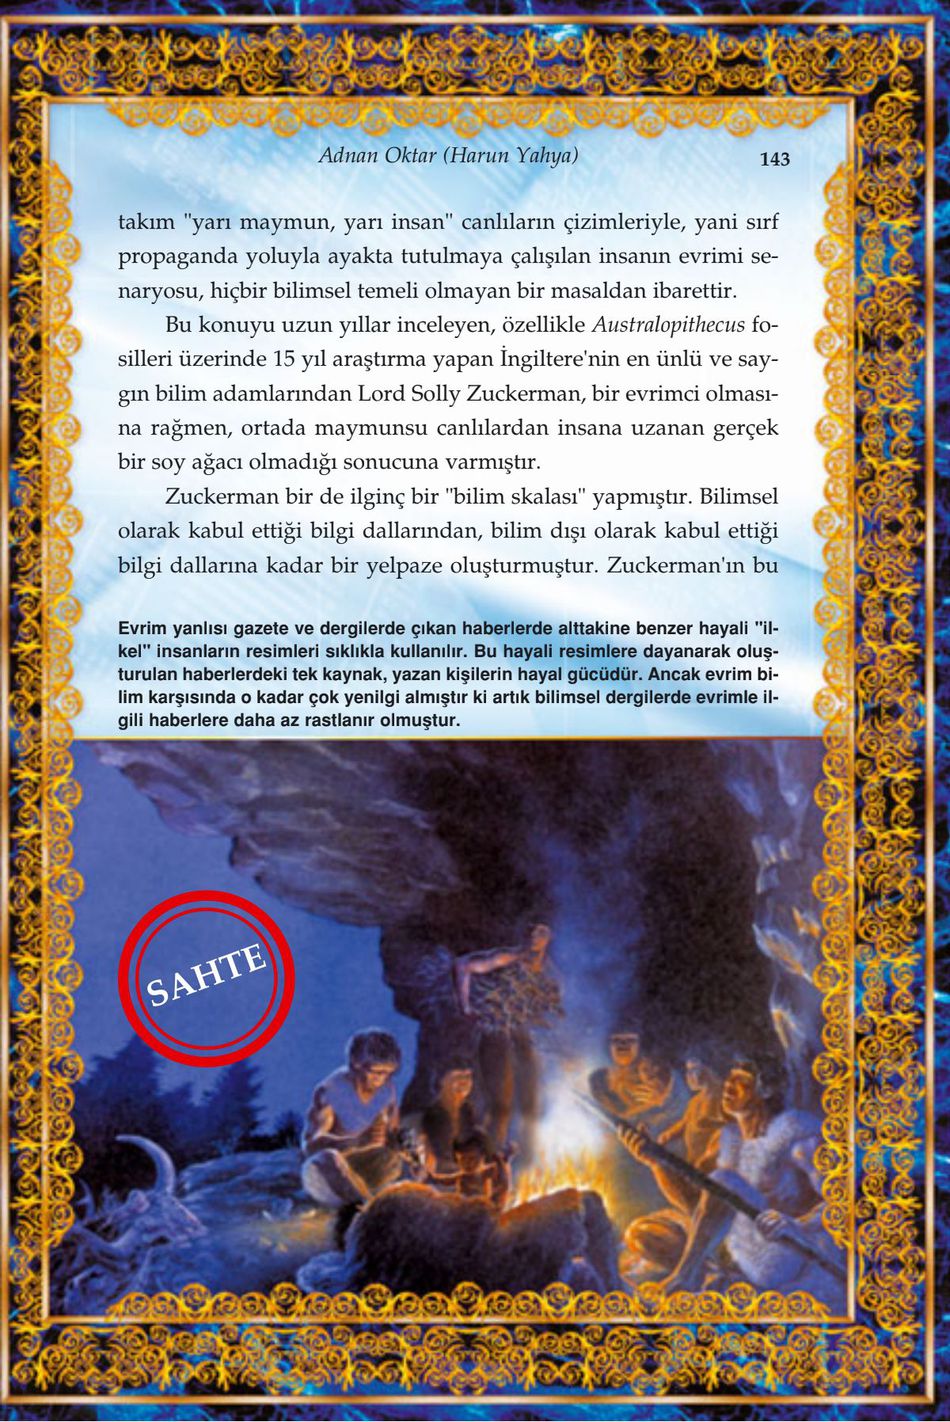 Adnan Oktar (Harun Yahya)
143
takım "yarı maymun, yarı insan" canlıların çizimleriyle, yani sırf
propaganda yoluyla ayakta tutulmaya çalışılan insanın evrimi se-
naryosu, hiçbir bilimsel temeli olmayan bir masaldan ibarettir.
Bu konuyu uzun yıllar inceleyen, özellikle Australopithecus fo-
silleri üzerinde 15 yıl araştırma yapan İngiltere'nin en ünlü ve say-
gın bilim adamlarından Lord Solly Zuckerman, bir evrimci olması-
na rağmen, ortada maymunsu canlılardan insana uzanan gerçek
bir soy ağacı olmadığı sonucuna varmıştır.
Zuckerman bir de ilginç bir "bilim skalası" yapmıştır. Bilimsel
olarak kabul ettiği bilgi dallarından, bilim dışı olarak kabul ettiği
bilgi dallarına kadar bir yelpaze oluşturmuştur. Zuckerman'ın bu
Evrim yanlısı gazete ve dergilerde çıkan haberlerde alttakine benzer hayali "il-
kel" insanların resimleri sıklıkla kullanılır. Bu hayali resimlere dayanarak oluş-
turulan haberlerdeki tek kaynak, yazan kişilerin hayal gücüdür. Ancak evrim bi-
lim karşısında o kadar çok yenilgi almıştır ki artık bilimsel dergilerde evrimle il-
gili haberlere daha az rastlanır olmuştur.
SAHTE